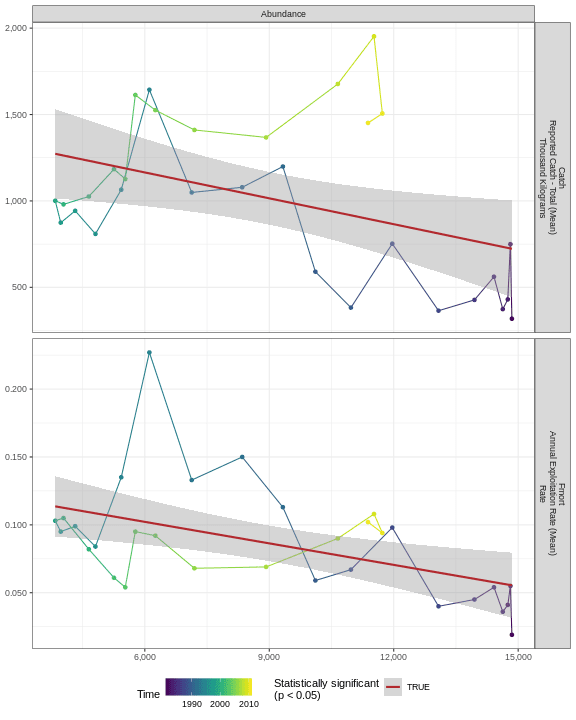 Abundance
2,000
1,500
1,000
500
Catch
Reported Catch - Total (Mean)
Thousand Kilograms
0.200
0.150
0.100
0.050
Fmort
Annual Exploitation Rate (Mean)
Rate
6,000 9,000 12,000 15,000
Time
1990 2000 2010
Statistically significant
(p < 0.05)
TRUE